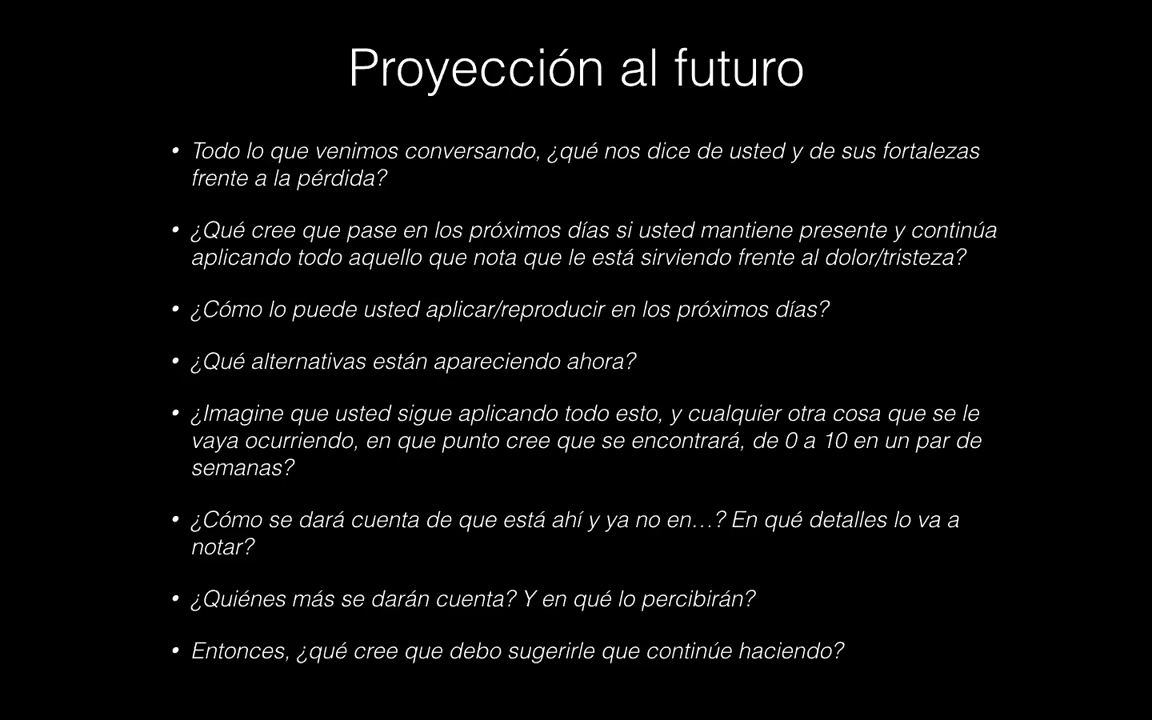 Proyección al futuro
• Todo lo que venimos conversando, ¿qué nos dice de usted y de sus fortalezas
frente a la pérdida?
• ¿Qué cree que pase en los próximos días si usted mantiene presente y continúa
aplicando todo aquello que nota que le está sirviendo frente al dolor/tristeza?
• ¿Cómo lo puede usted aplicar/reproducir en los próximos días?
• ¿Qué alternativas están apareciendo ahora?
• ¿Imagine que usted sigue aplicando todo esto, y cualquier otra cosa que se le
vaya ocurriendo, en que punto cree que se encontrará, de 0 a 10 en un par de
semanas?
• ¿Cómo se dará cuenta de que está ahí y ya no en…? En qué detalles lo va a
notar?
• ¿Quiénes más se darán cuenta? Y en qué lo percibirán?
• Entonces, ¿qué cree que debo sugerirle que continúe haciendo?